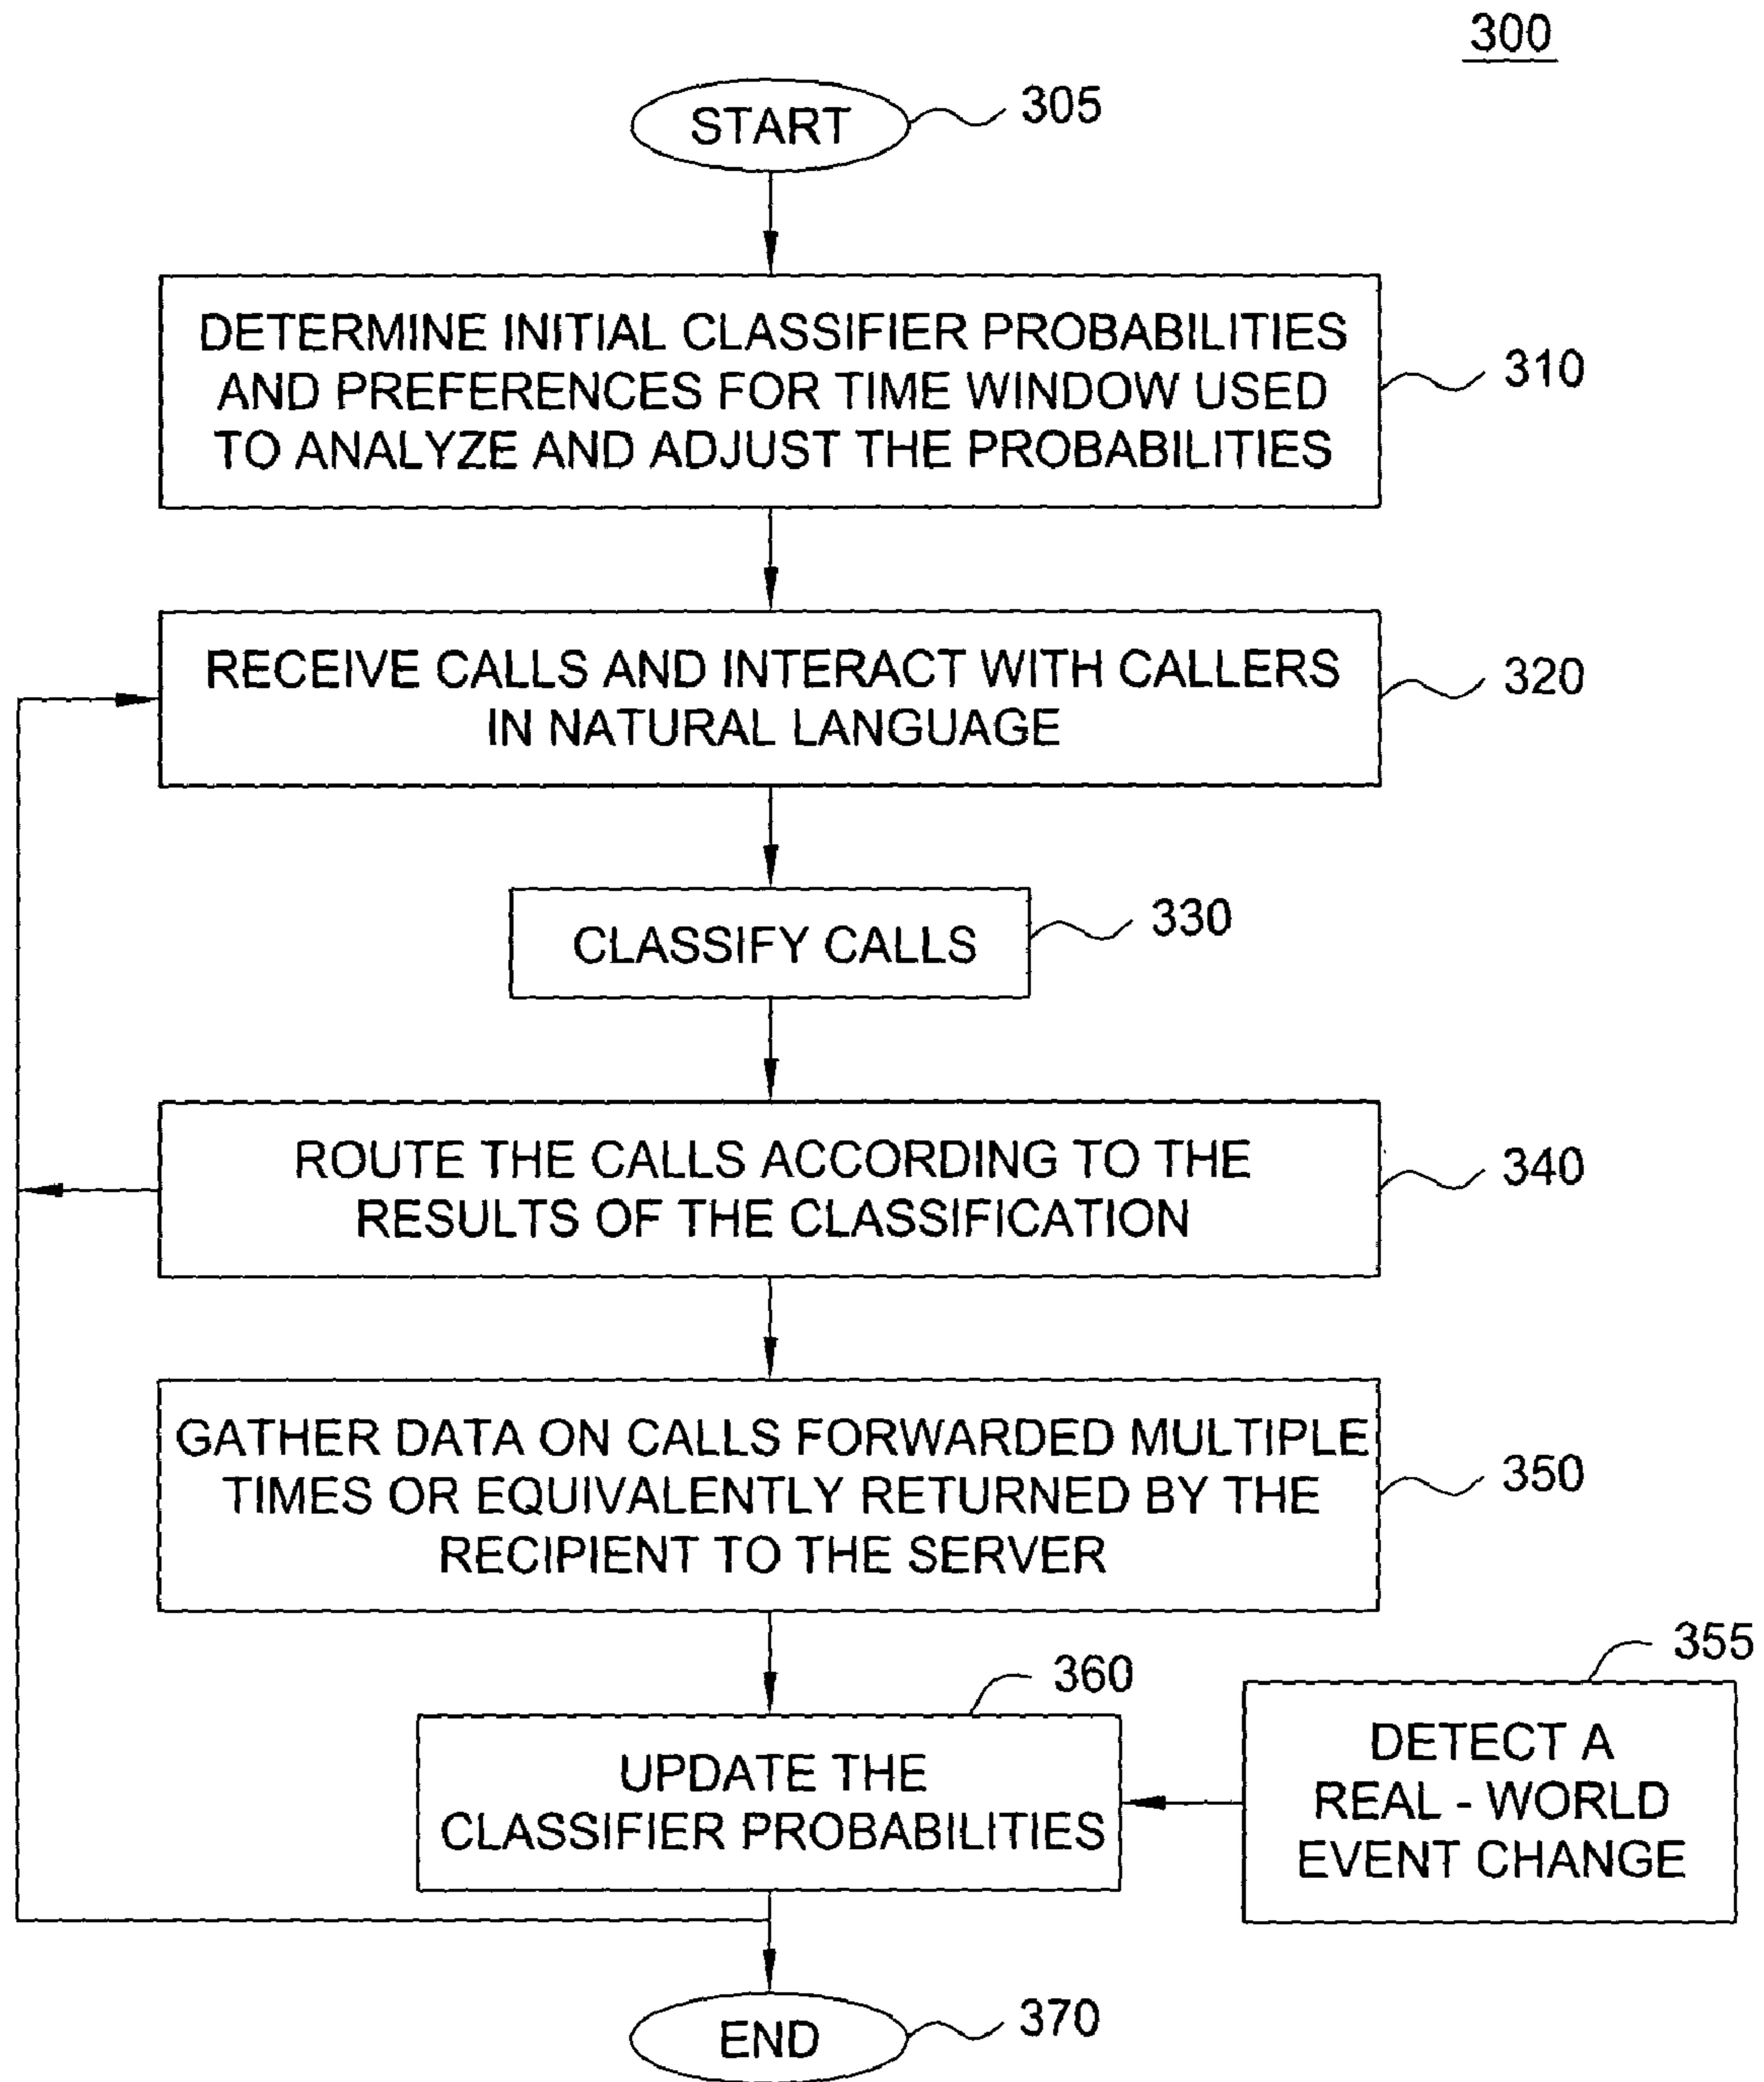 300
START
305
DETERMINE INITIAL CLASSIFIER PROBABILITIES
AND PREFERENCES FOR TIME WINDOW USED
TO ANALYZE AND ADJUST THE PROBABILITIES
310
RECEIVE CALLS AND INTERACT WITH CALLERS
IN NATURAL LANGUAGE
320
CLASSIFY CALLS
330
ROUTE THE CALLS ACCORDING TO THE
RESULTS OF THE CLASSIFICATION
340
GATHER DATA ON CALLS FORWARDED MULTIPLE
TIMES OR EQUIVALENTLY RETURNED BY THE
RECIPIENT TO THE SERVER
350
360
UPDATE THE
CLASSIFIER PROBABILITIES
355
DETECT A
REAL - WORLD
EVENT CHANGE
END
370